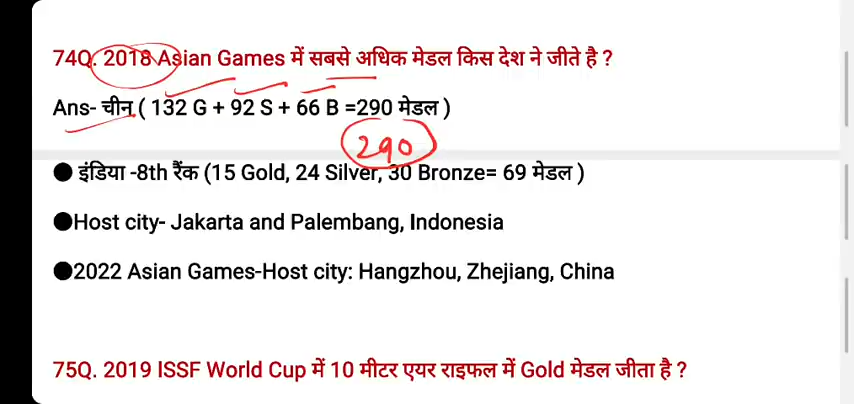 74Q. 2018 Asian Games में सबसे अधिक मेडल किस देश ने जीते है ?
Ans- चीन ( 132 G + 92 S + 66 B =290 मेडल )
290
● इंडिया -8th रैंक (15 Gold, 24 Silver, 30 Bronze= 69 मेडल )
●Host city- Jakarta and Palembang, Indonesia
●2022 Asian Games-Host city: Hangzhou, Zhejiang, China
75Q. 2019 ISSF World Cup में 10 मीटर एयर राइफल में Gold मेडल जीता है ?